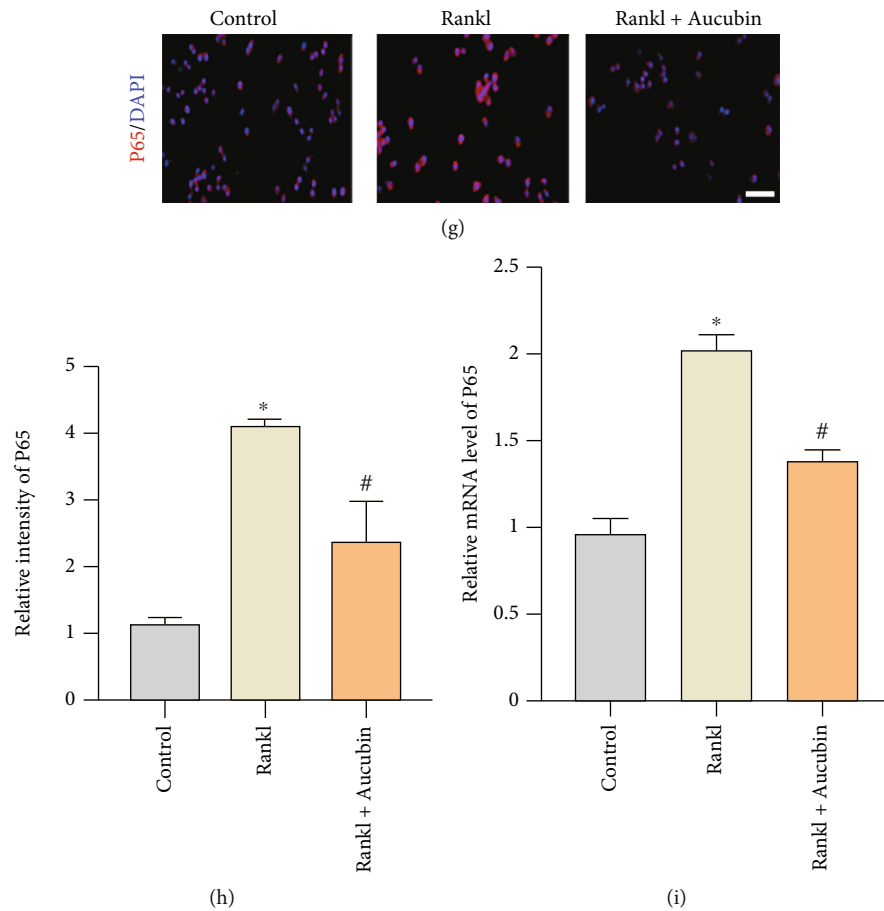 Control
Rankl
Rankl + Aucubin
P65/DAPI
(g)
Relative intensity of P65
5
4
3
2
1
0
*
#
Control
Rankl
Rankl + Aucubin
(h)
Relative mRNA level of P65
2.5
2
1.5
1
0.5
0
*
#
Control
Rankl
Rankl + Aucubin
(i)